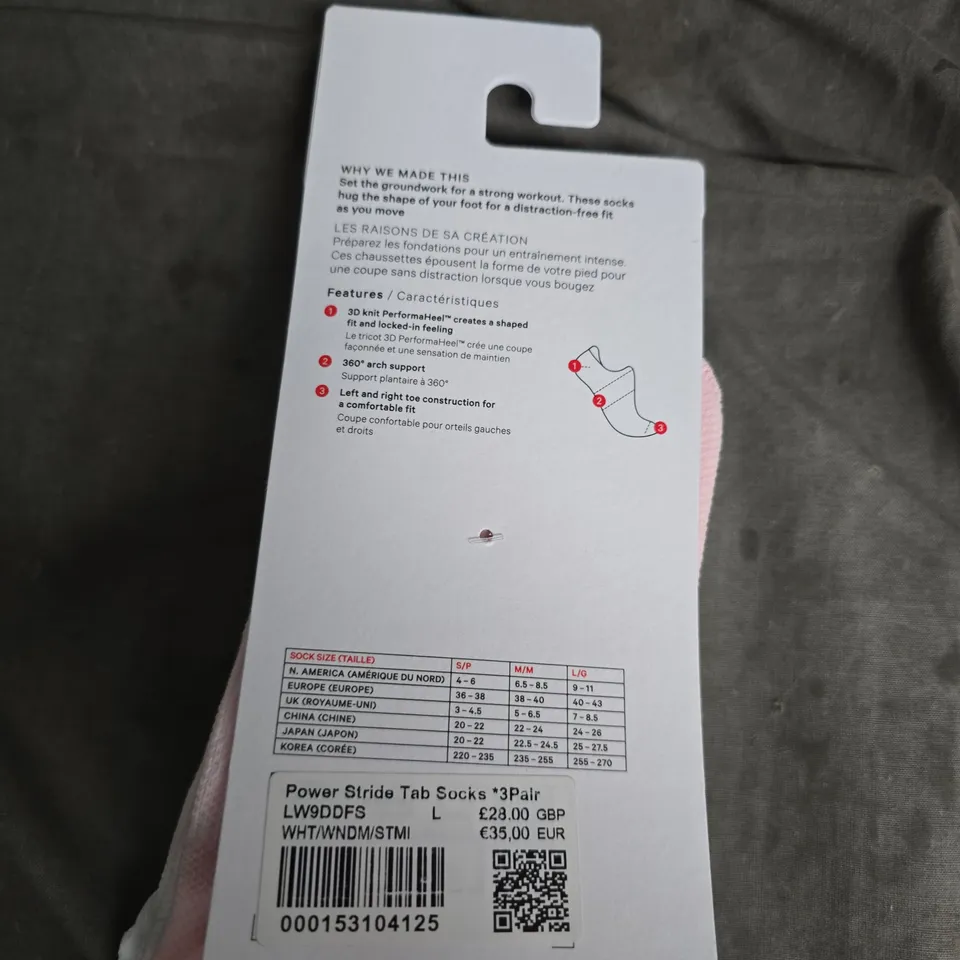 WHY WE MADE THIS
Set the groundwork for a strong workout. These socks
hug the shape of your foot for a distraction-free fit
as you move
LES RAISONS DE SA CRÉATION
Préparez les fondations pour un entraînement intense.
Ces chaussettes épousent la forme de votre pied pour
une coupe sans distraction lorsque vous bougez
Features / Caractéristiques
1 3D knit PerformaHeel™ creates a shaped
fit and locked-in feeling
Le tricot 3D PerformaHeel™ crée une coupe
façonnée et une sensation de maintien
2 360° arch support
Support plantaire à 360°
3 Left and right toe construction for
a comfortable fit
Coupe confortable pour orteils gauches
et droits
1
2
3
SOCK SIZE (TAILLE) S/P M/M L/G
N. AMERICA (AMÉRIQUE DU NORD) 4 – 6 6.5 – 8.5 9 – 11
EUROPE (EUROPE) 36 – 38 38 – 40 40 – 43
UK (ROYAUME-UNI) 3 – 4.5 5 – 6.5 7 – 8.5
CHINA (CHINE) 20 – 22 22 – 24 24 – 26
JAPAN (JAPON) 20 – 22 22.5 – 24.5 25 – 27.5
KOREA (CORÉE) 220 – 235 235 – 255 255 – 270
Power Stride Tab Socks *3Pair
LW9DDFS L £28.00 GBP
WHT/WNDM/STMI €35,00 EUR
000153104125